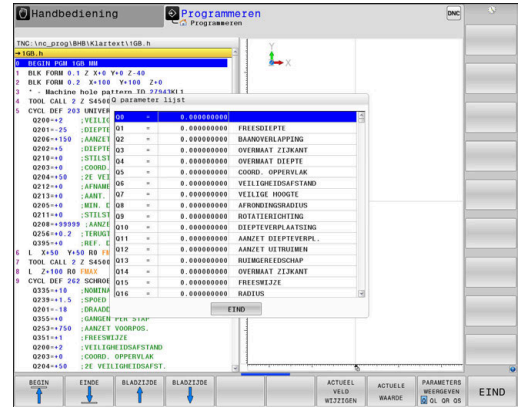 Handbediening
Programmeren
Programmeren
DNC
TNC:\nc_prog\BHB\Klartext\1GB.h
→1GB.h
0 BEGIN PGM 1GB MM
1 BLK FORM 0.1 Z X+0 Y+0 Z-40
2 BLK FORM 0.2 X+100 Y+100 Z+0
3 * - Machine hole pattern ID 27943KL1
4 TOOL CALL 2 Z S4500
5 CYCL DEF 203 UNIVER
Q200=+2 ;VEILIG
Q201=-25 ;DIEPTE
Q206=+150 ;AANZET
Q202=+5 ;DIEPTE
Q210=+0 ;STILST
Q203=+0 ;COORD.
Q204=+50 ;2E VEI
Q212=+0 ;AFNAME
Q213=+0 ;AANT.
Q205=+0 ;MIN. D
Q211=+0 ;STILST
Q208=+99999 ;AANZE
Q256=+0.2 ;TERUGT
Q395=+0 ;REF. D
6 L X+50 Y+50 R0 FM
7 TOOL CALL 2 Z S4500
8 L Z+100 R0 FMAX
9 CYCL DEF 262 SCHROE
Q335=+10 ;NOMINA
Q239=+1.5 ;SPOED
Q201=-18 ;DRAADD
Q355=+0 ;GANGEN PER STAP
Q253=+750 ;AANZET VOORPOS.
Q351=+1 ;FREESWIJZE
Q200=+2 ;VEILIGHEIDSAFSTAND
Q203=+0 ;COORD. OPPERVLAK
Q204=+50 ;2E VEILIGHEIDSAFST.
Y
X
Q parameter lijst
Q0 = 0.000000000
Q1 = 0.000000000 FREESDIEPTE
Q2 = 0.000000000 BAANOVERLAPPING
Q3 = 0.000000000 OVERMAAT ZIJKANT
Q4 = 0.000000000 OVERMAAT DIEPTE
Q5 = 0.000000000 COORD. OPPERVLAK
Q6 = 0.000000000 VEILIGHEIDSAFSTAND
Q7 = 0.000000000 VEILIGE HOOGTE
Q8 = 0.000000000 AFRONDINGSRADIUS
Q9 = 0.000000000 ROTATIERICHTING
Q10 = 0.000000000 DIEPTEVERPLAATSING
Q11 = 0.000000000 AANZET DIEPTEVERPL.
Q12 = 0.000000000 AANZET UITRUIMEN
Q13 = 0.000000000 RUIMGEREEDSCHAP
Q14 = 0.000000000 OVERMAAT ZIJKANT
Q15 = 0.000000000 FREESWIJZE
Q16 = 0.000000000 RADIUS
EIND
BEGIN
EINDE
BLADZIJDE
BLADZIJDE
ACTUEEL VELD WIJZIGEN
ACTUELE WAARDE
PARAMETERS WEERGEVEN Q QL QR QS
EIND